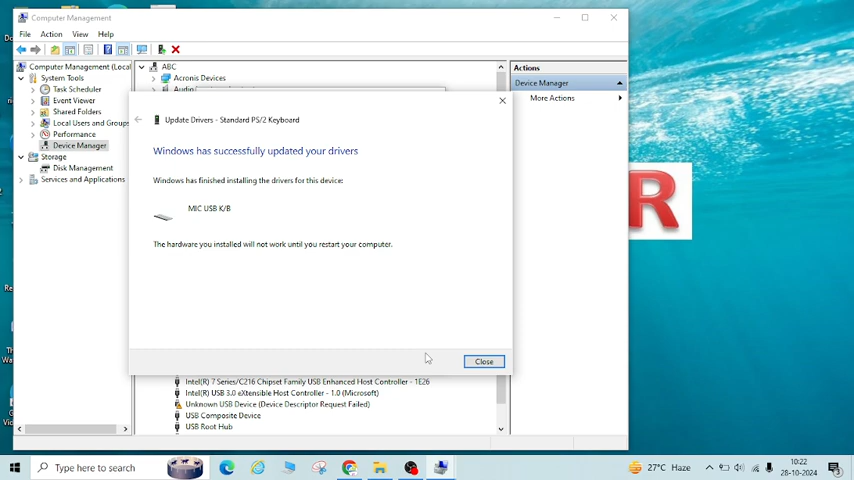 Computer Management
File Action View Help
Computer Management (Local
System Tools
Task Scheduler
Event Viewer
Shared Folders
Local Users and Groups
Performance
Device Manager
Storage
Disk Management
Services and Applications
ABC
Acronis Devices
Actions
Device Manager
More Actions
Update Drivers - Standard PS/2 Keyboard
Windows has successfully updated your drivers
Windows has finished installing the drivers for this device:
MIC USB K/B
The hardware you installed will not work until you restart your computer.
Close
Intel(R) 7 Series/C216 Chipset Family USB Enhanced Host Controller - 1E26
Intel(R) USB 3.0 eXtensible Host Controller - 1.0 (Microsoft)
Unknown USB Device (Device Descriptor Request Failed)
USB Composite Device
USB Root Hub
R
Type here to search
27°C Haze
10:22
28-10-2024
3